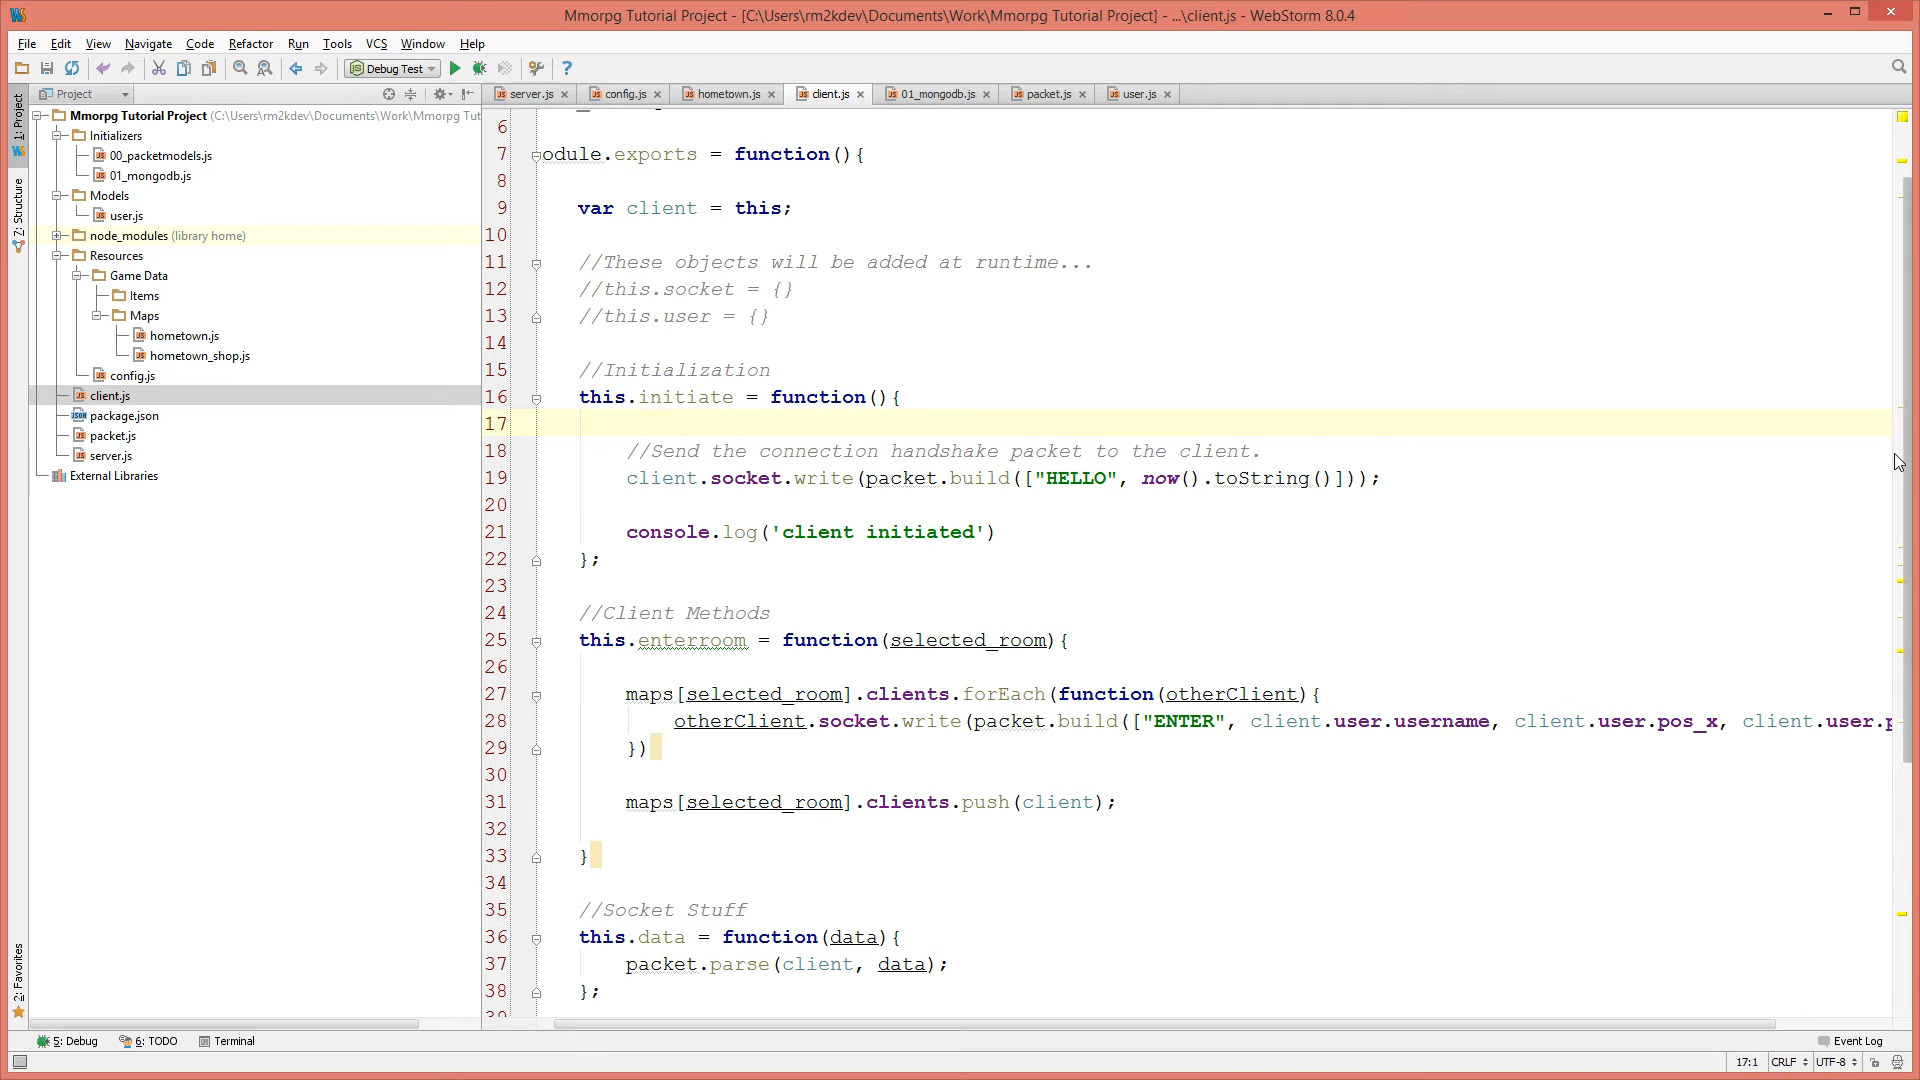 Mmorpg Tutorial Project - [C:\Users\rm2kdev\Documents\Work\Mmorpg Tutorial Project] - ...\client.js - WebStorm 8.0.4
File Edit View Navigate Code Refactor Run Tools VCS Window Help
Debug Test
Project
server.js config.js hometown.js client.js 01_mongodb.js packet.js user.js
1: Project
7: Structure
2: Favorites
Mmorpg Tutorial Project (C:\Users\rm2kdev\Documents\Work\Mmorpg Tut
Initializers
00_packetmodels.js
01_mongodb.js
Models
user.js
node_modules (library home)
Resources
Game Data
Items
Maps
hometown.js
hometown_shop.js
config.js
client.js
package.json
packet.js
server.js
External Libraries
6
7 odule.exports = function(){
8
9 var client = this;
10
11 //These objects will be added at runtime...
12 //this.socket = {}
13 //this.user = {}
14
15 //Initialization
16 this.initiate = function(){
17
18 //Send the connection handshake packet to the client.
19 client.socket.write(packet.build(["HELLO", now().toString()]));
20
21 console.log('client initiated')
22 };
23
24 //Client Methods
25 this.enterroom = function(selected_room){
26
27 maps[selected_room].clients.forEach(function(otherClient){
28 otherClient.socket.write(packet.build(["ENTER", client.user.username, client.user.pos_x, client.user.p
29 })
30
31 maps[selected_room].clients.push(client);
32
33 }
34
35 //Socket Stuff
36 this.data = function(data){
37 packet.parse(client, data);
38 };
5: Debug 6: TODO Terminal Event Log
17:1 CRLF UTF-8